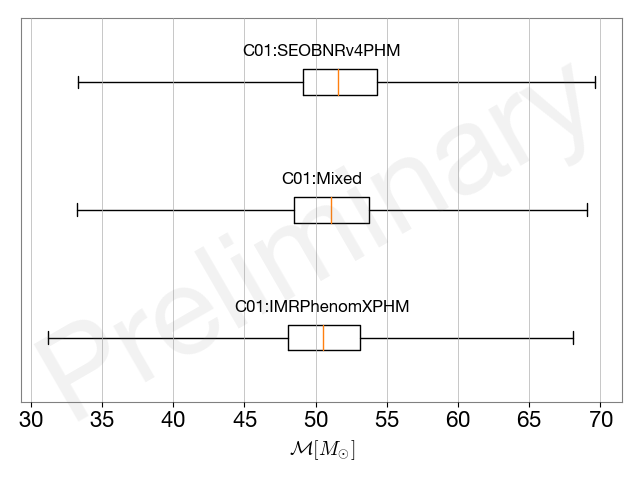 C01:SEOBNRv4PHM
C01:Mixed
C01:IMRPhenomXPHM
Preliminary
30 35 40 45 50 55 60 65 70
ℳ[M⊙]